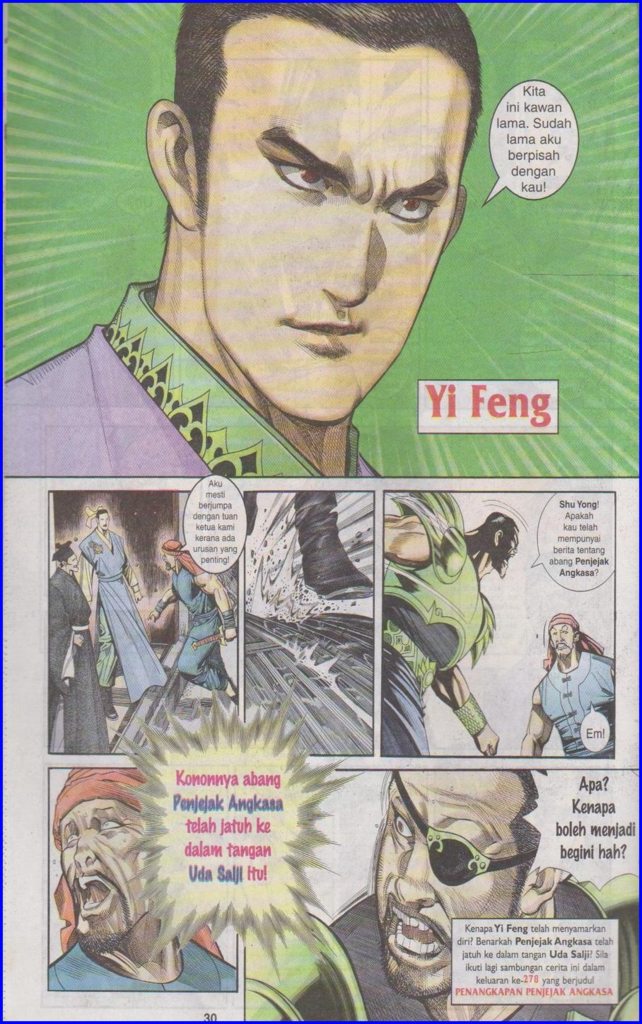 Kita
ini kawan
lama. Sudah
lama aku
berpisah
dengan
kau!
Yi Feng
Aku
mesti
berjumpa
dengan tuan
ketua kami
kerana ada
urusan yang
penting!
Shu Yong!
Apakah
kau telah
mempunyai
berita tentang
abang Penjejak
Angkasa?
Em!
Kononnya abang
Penjejak Angkasa
telah jatuh ke
dalam tangan
Uda Salji itu!
Apa?
Kenapa
boleh menjadi
begini hah?
Kenapa Yi Feng telah menyamarkan
diri? Benarkah Penjejak Angkasa telah
jatuh ke dalam tangan Uda Salji? Sila
ikuti lagi sambungan cerita ini dalam
keluaran ke-278 yang berjudul
PENANGKAPAN PENJEJAK ANGKASA
30